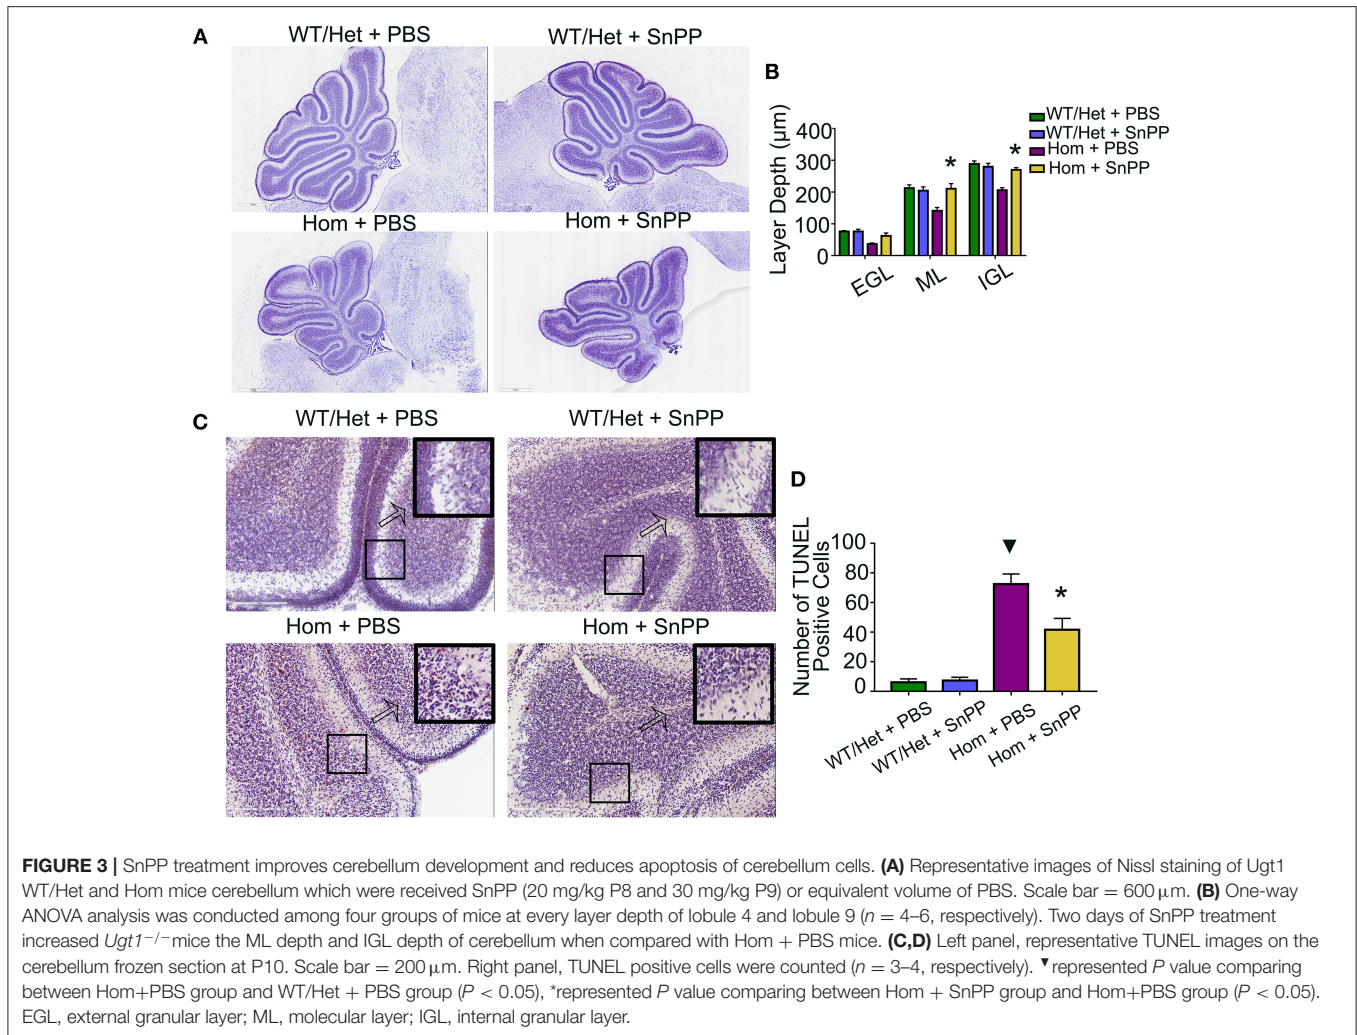 A
WT/Het + PBS
WT/Het + SnPP
Hom + PBS
Hom + SnPP
B
Layer Depth (μm)
400
300
200
100
0
EGL
ML
IGL
WT/Het + PBS
WT/Het + SnPP
Hom + PBS
Hom + SnPP
*
*
C
WT/Het + PBS
WT/Het + SnPP
Hom + PBS
Hom + SnPP
D
Number of TUNEL
Positive Cells
100
80
60
40
20
0
▼
*
WT/Het + PBS
WT/Het + SnPP
Hom + PBS
Hom + SnPP
FIGURE 3 | SnPP treatment improves cerebellum development and reduces apoptosis of cerebellum cells. (A) Representative images of Nissl staining of Ugt1
WT/Het and Hom mice cerebellum which were received SnPP (20 mg/kg P8 and 30 mg/kg P9) or equivalent volume of PBS. Scale bar = 600 μm. (B) One-way
ANOVA analysis was conducted among four groups of mice at every layer depth of lobule 4 and lobule 9 (n = 4–6, respectively). Two days of SnPP treatment
increased Ugt1−/−mice the ML depth and IGL depth of cerebellum when compared with Hom + PBS mice. (C,D) Left panel, representative TUNEL images on the
cerebellum frozen section at P10. Scale bar = 200 μm. Right panel, TUNEL positive cells were counted (n = 3–4, respectively). ▼represented P value comparing
between Hom+PBS group and WT/Het + PBS group (P < 0.05), *represented P value comparing between Hom + SnPP group and Hom+PBS group (P < 0.05).
EGL, external granular layer; ML, molecular layer; IGL, internal granular layer.